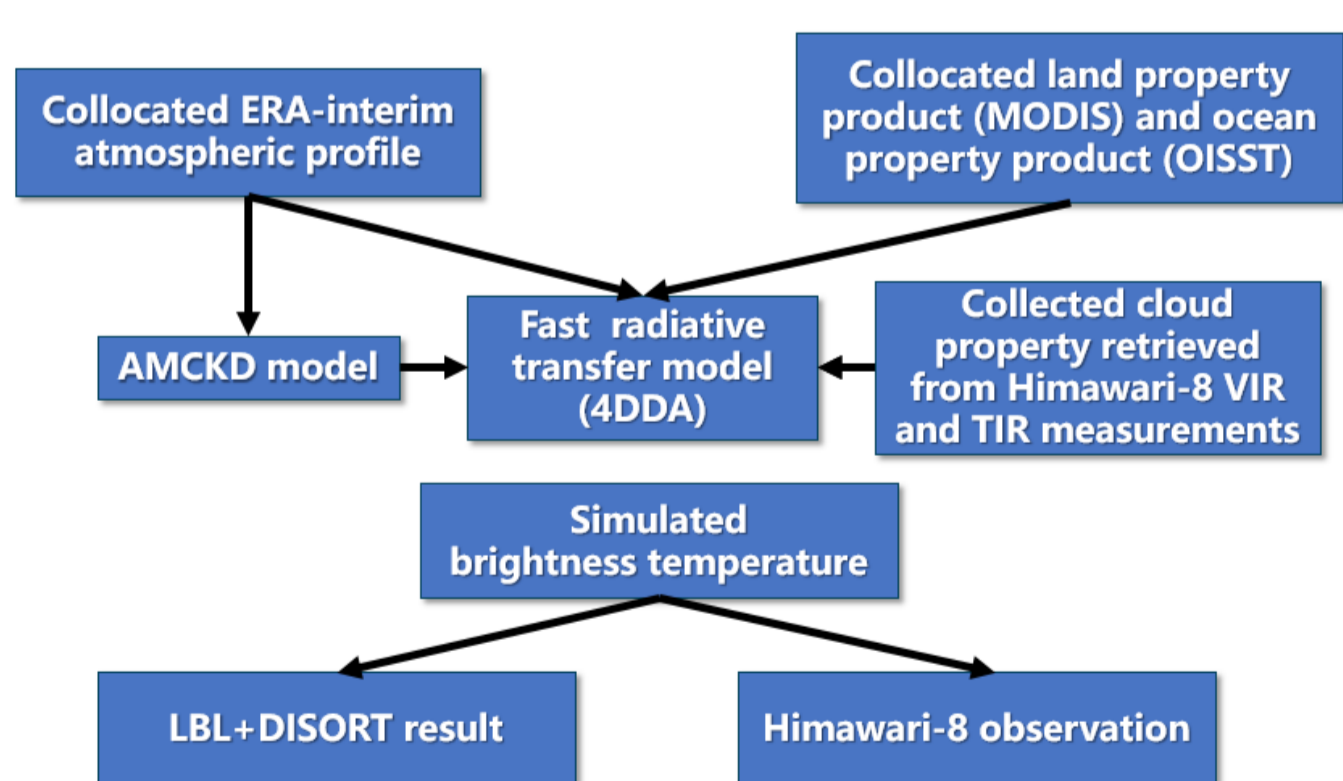 Collocated ERA-interim
atmospheric profile
Collocated land property
product (MODIS) and ocean
property product (OISST)
AMCKD model
Fast radiative
transfer model
(4DDA)
Collected cloud
property retrieved
from Himawari-8 VIR
and TIR measurements
Simulated
brightness temperature
LBL+DISORT result
Himawari-8 observation